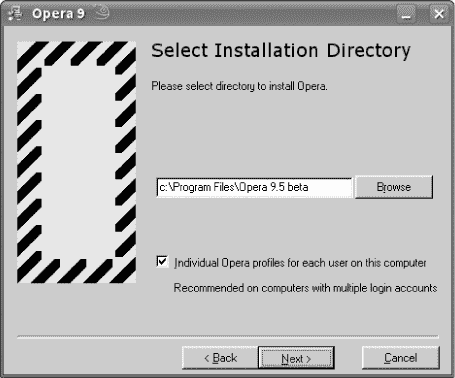 Opera 9
Select Installation Directory
Please select directory to install Opera.
c:\Program Files\Opera 9.5 beta
Browse
Individual Opera profiles for each user on this computer
Recommended on computers with multiple login accounts
< Back
Next >
Cancel